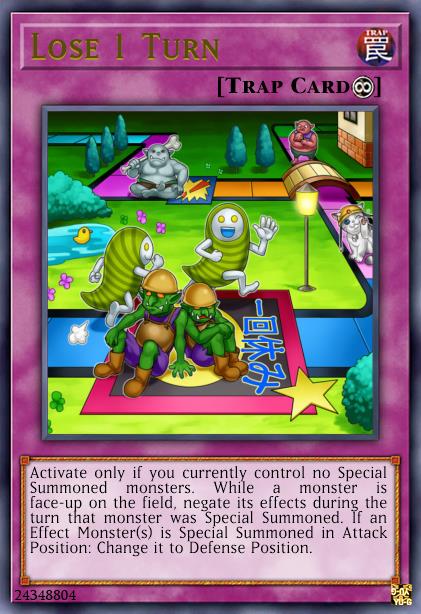 Lose 1 Turn
TRAP
罠
[Trap Card]
一回休み
Activate only if you currently control no Special
Summoned monsters. While a monster is
face-up on the field, negate its effects during the
turn that monster was Special Summoned. If an
Effect Monster(s) is Special Summoned in Attack
Position: Change it to Defense Position.
24348804